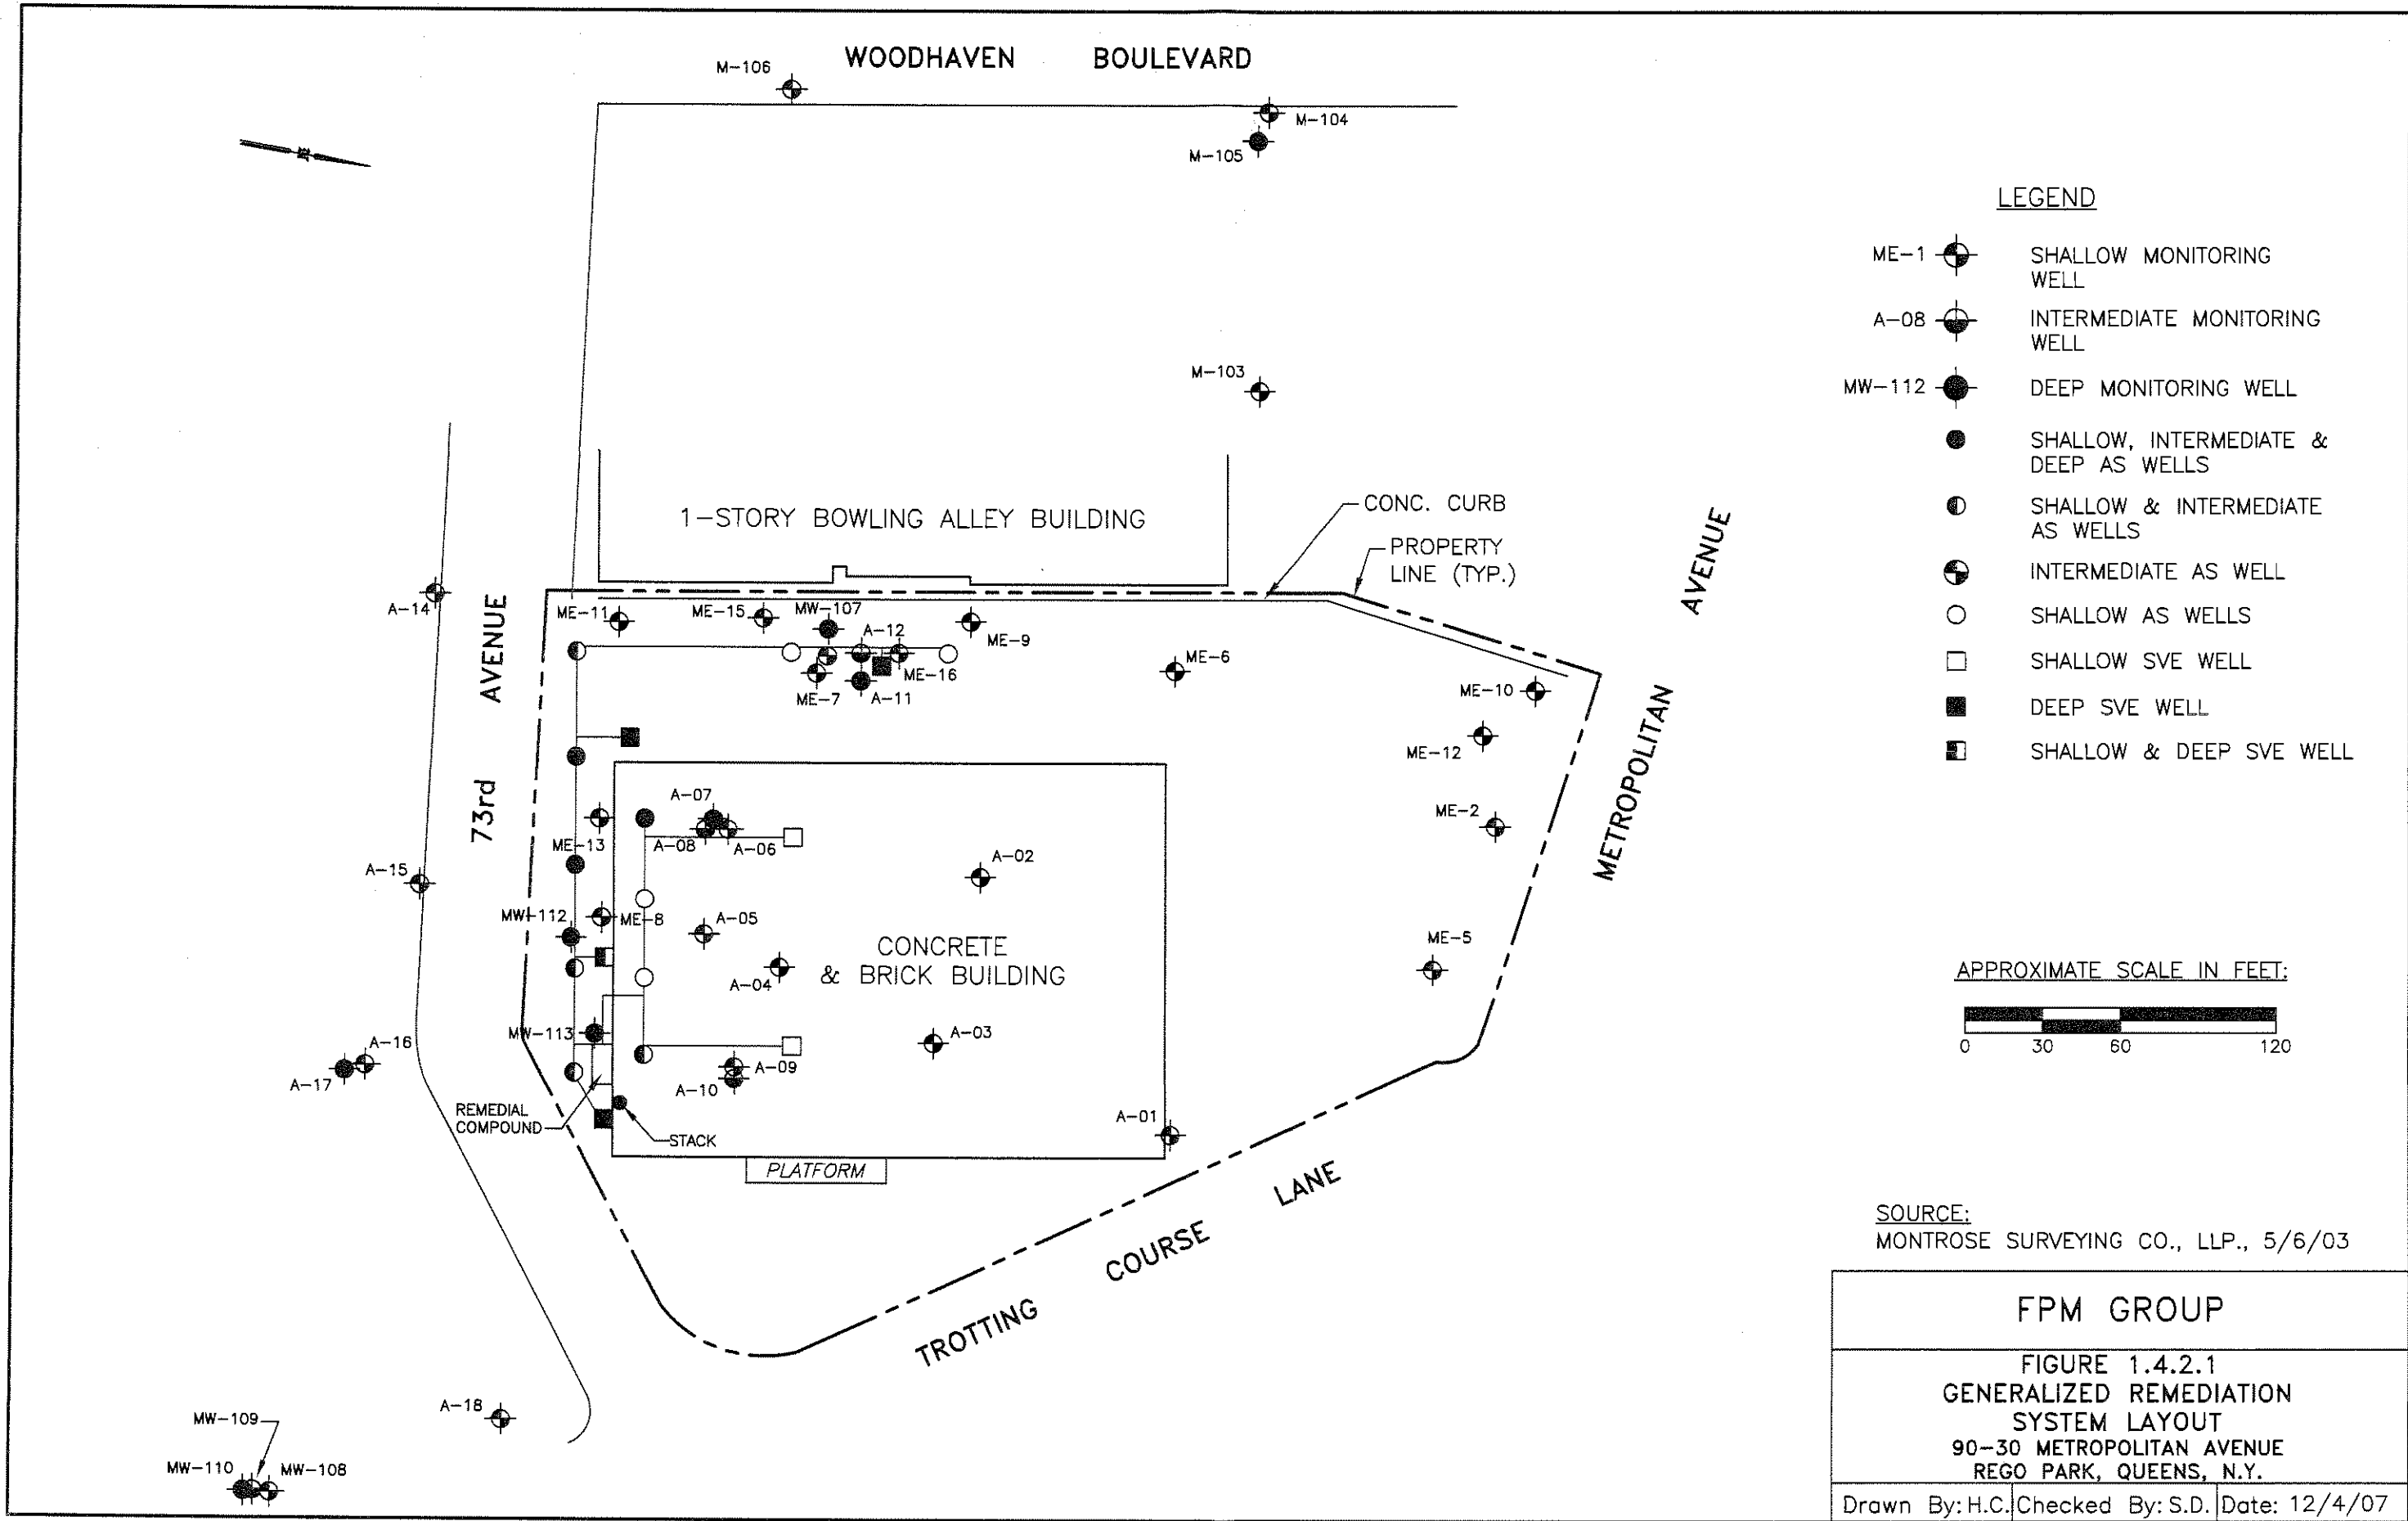 WOODHAVEN BOULEVARD
M-106
M-104
M-105
M-103
1-STORY BOWLING ALLEY BUILDING
CONC. CURB
PROPERTY
LINE (TYP.)
METROPOLITAN AVENUE
73rd AVENUE
A-14
ME-11
ME-15
MW-107
A-12
ME-9
ME-7
A-11
ME-16
ME-6
ME-10
ME-12
ME-2
ME-5
A-07
ME-13
A-08
A-06
A-02
A-15
MW-112
ME-8
A-05
CONCRETE
& BRICK BUILDING
A-04
MW-113
A-03
A-16
A-17
A-09
A-10
REMEDIAL
COMPOUND
STACK
A-01
PLATFORM
TROTTING COURSE LANE
A-18
MW-109
MW-110
MW-108
LEGEND
ME-1 SHALLOW MONITORING
WELL
A-08 INTERMEDIATE MONITORING
WELL
MW-112 DEEP MONITORING WELL
SHALLOW, INTERMEDIATE &
DEEP AS WELLS
SHALLOW & INTERMEDIATE
AS WELLS
INTERMEDIATE AS WELL
SHALLOW AS WELLS
SHALLOW SVE WELL
DEEP SVE WELL
SHALLOW & DEEP SVE WELL
APPROXIMATE SCALE IN FEET:
0 30 60 120
SOURCE:
MONTROSE SURVEYING CO., LLP., 5/6/03
FPM GROUP
FIGURE 1.4.2.1
GENERALIZED REMEDIATION
SYSTEM LAYOUT
90-30 METROPOLITAN AVENUE
REGO PARK, QUEENS, N.Y.
Drawn By: H.C. Checked By: S.D. Date: 12/4/07